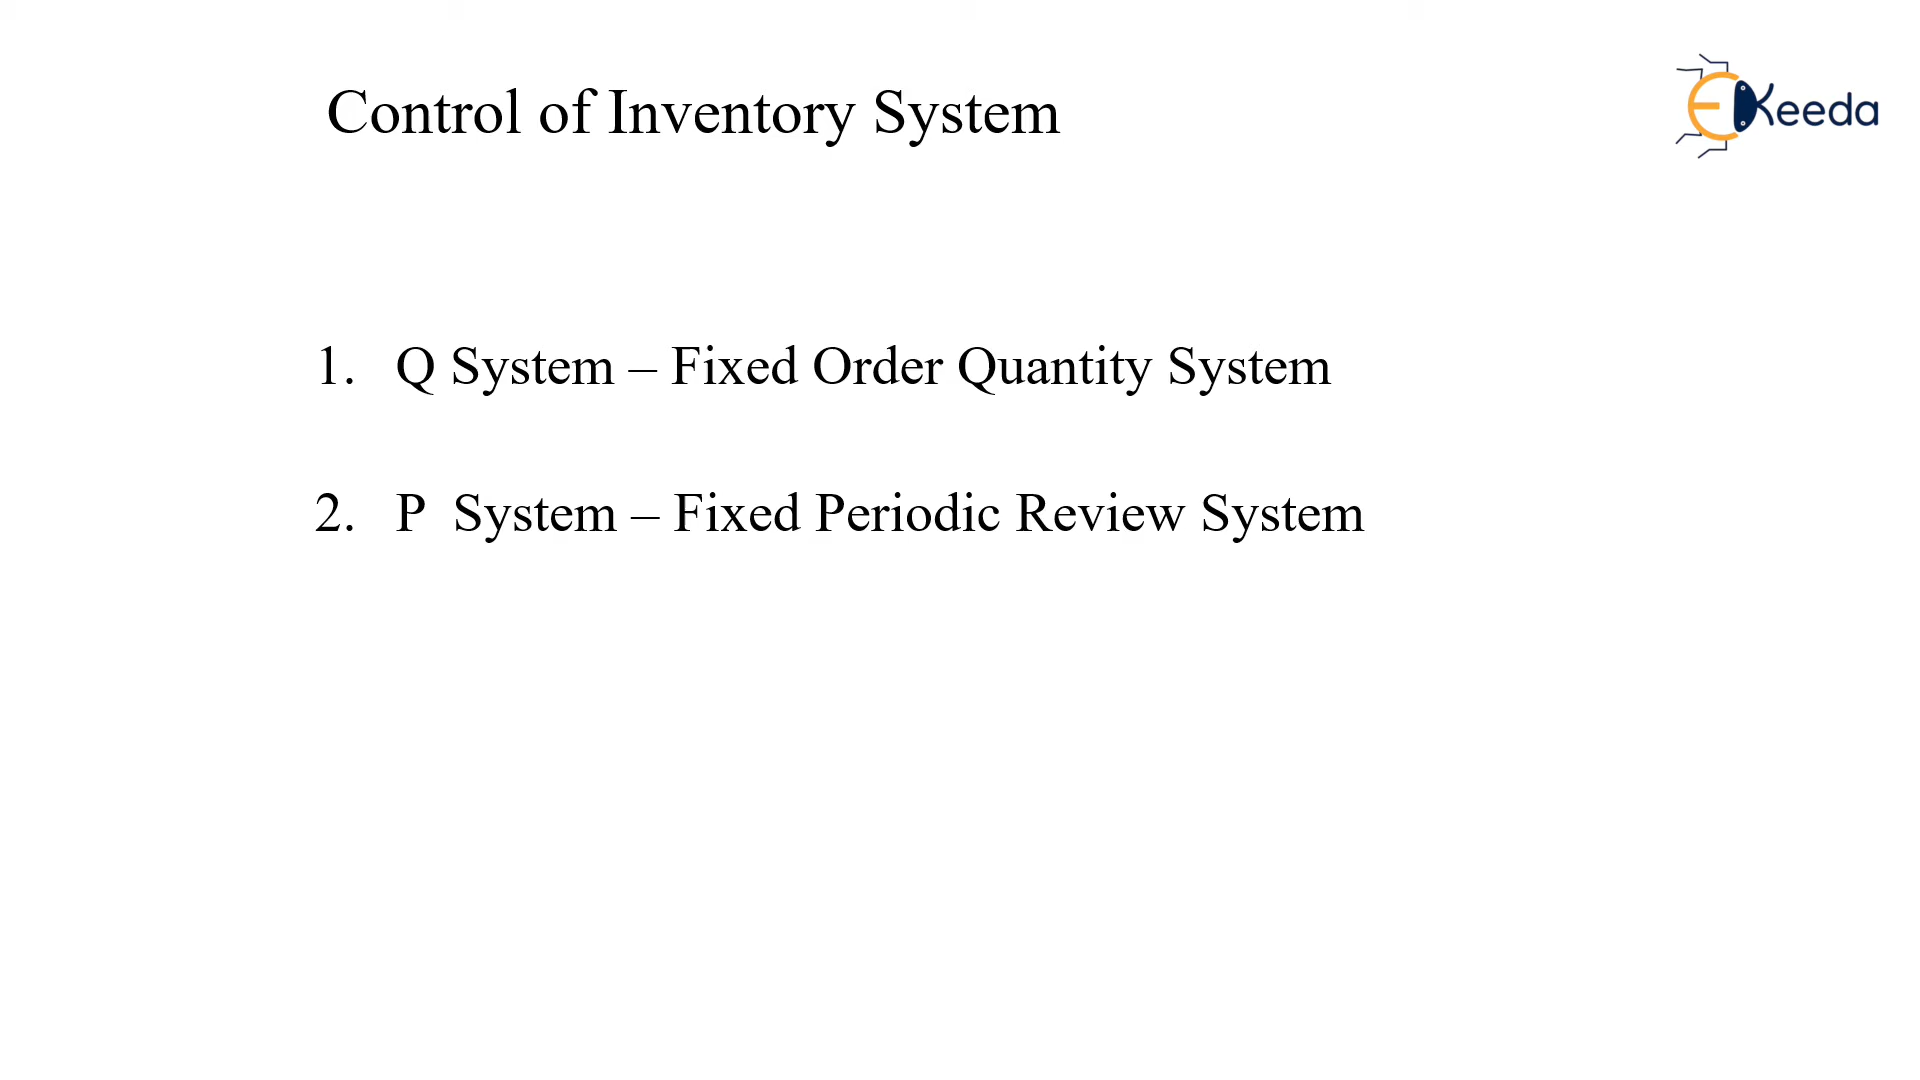 Control of Inventory System
EKeeda
1. Q System – Fixed Order Quantity System
2. P System – Fixed Periodic Review System